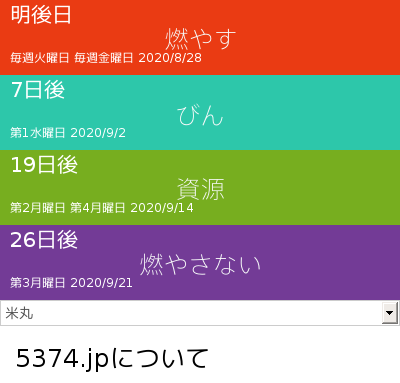 明後日
燃やす
毎週火曜日 毎週金曜日 2020/8/28
7日後
びん
第1水曜日 2020/9/2
19日後
資源
第2月曜日 第4月曜日 2020/9/14
26日後
燃やさない
第3月曜日 2020/9/21
米丸
5374.jpについて